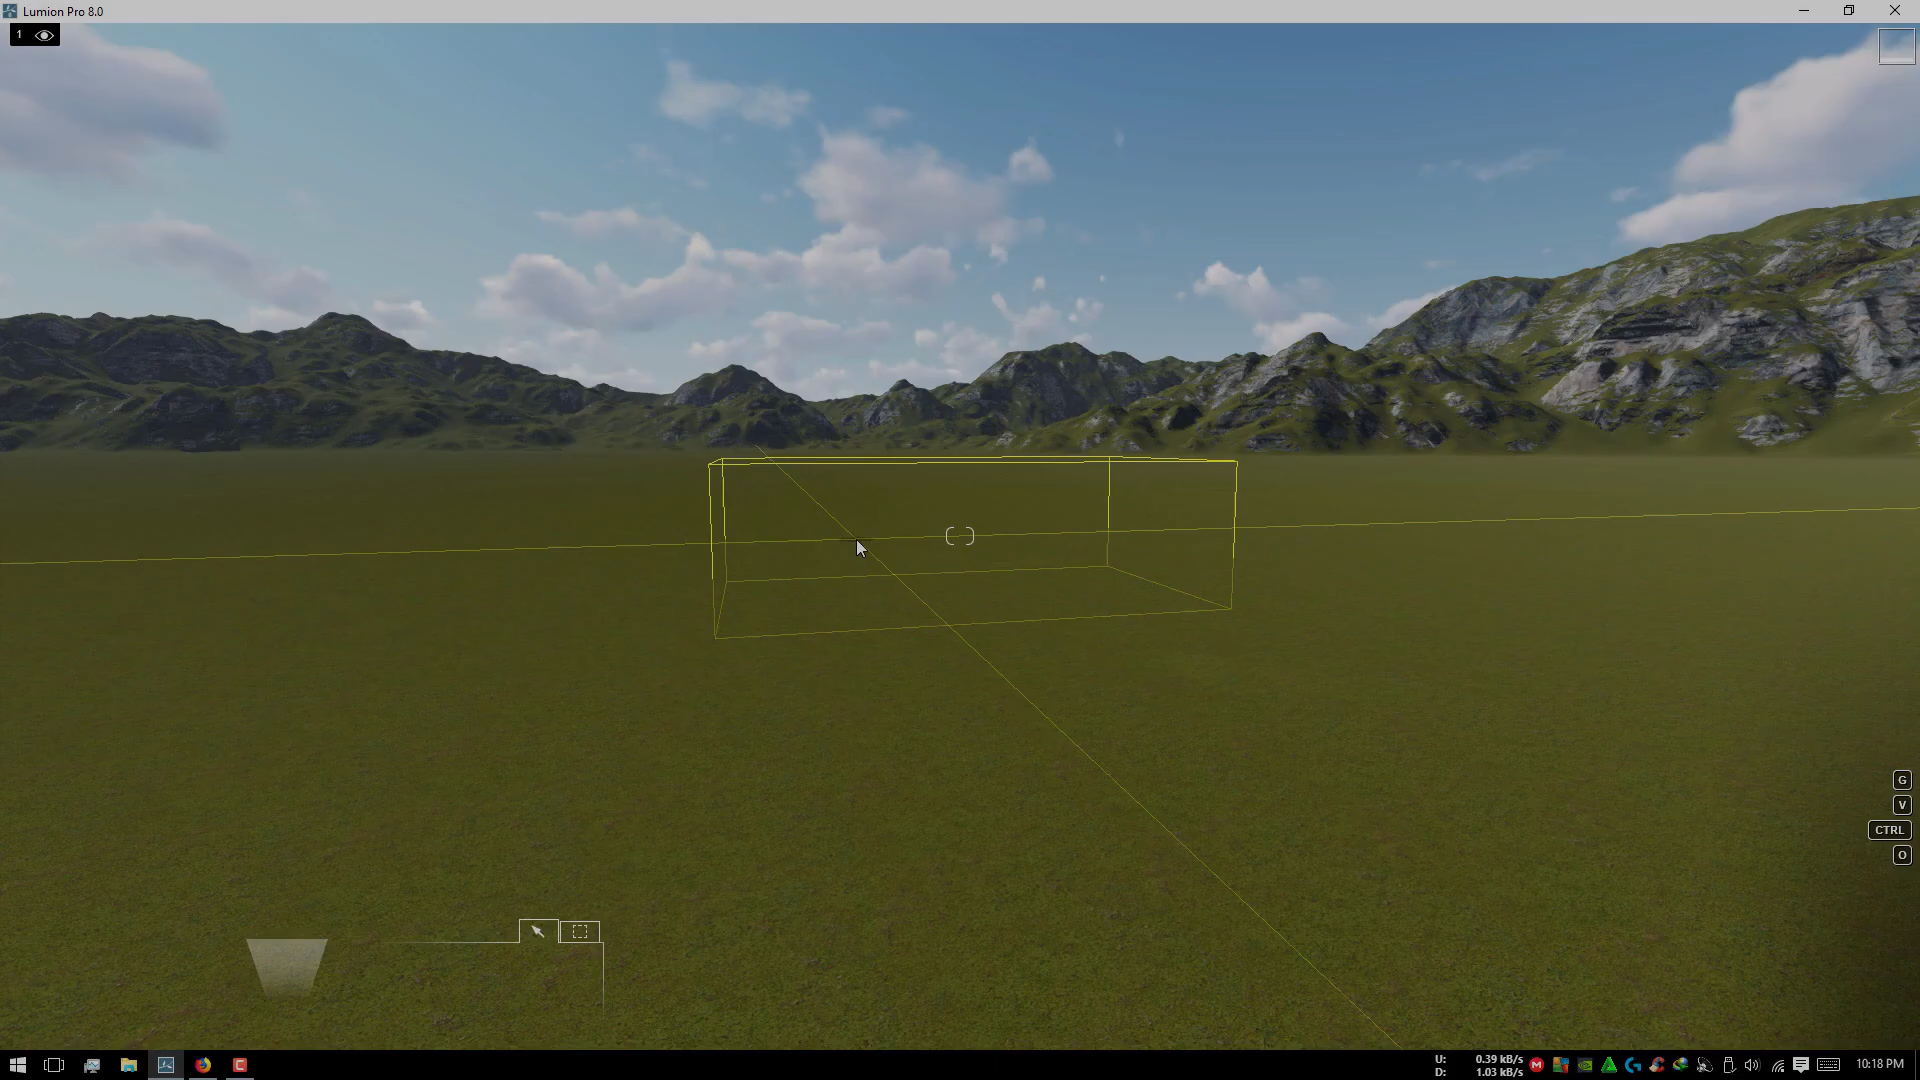 Lumion Pro 8.0
1
G
V
CTRL
O
U: 0.39 kB/s
D: 1.03 kB/s
10:18 PM